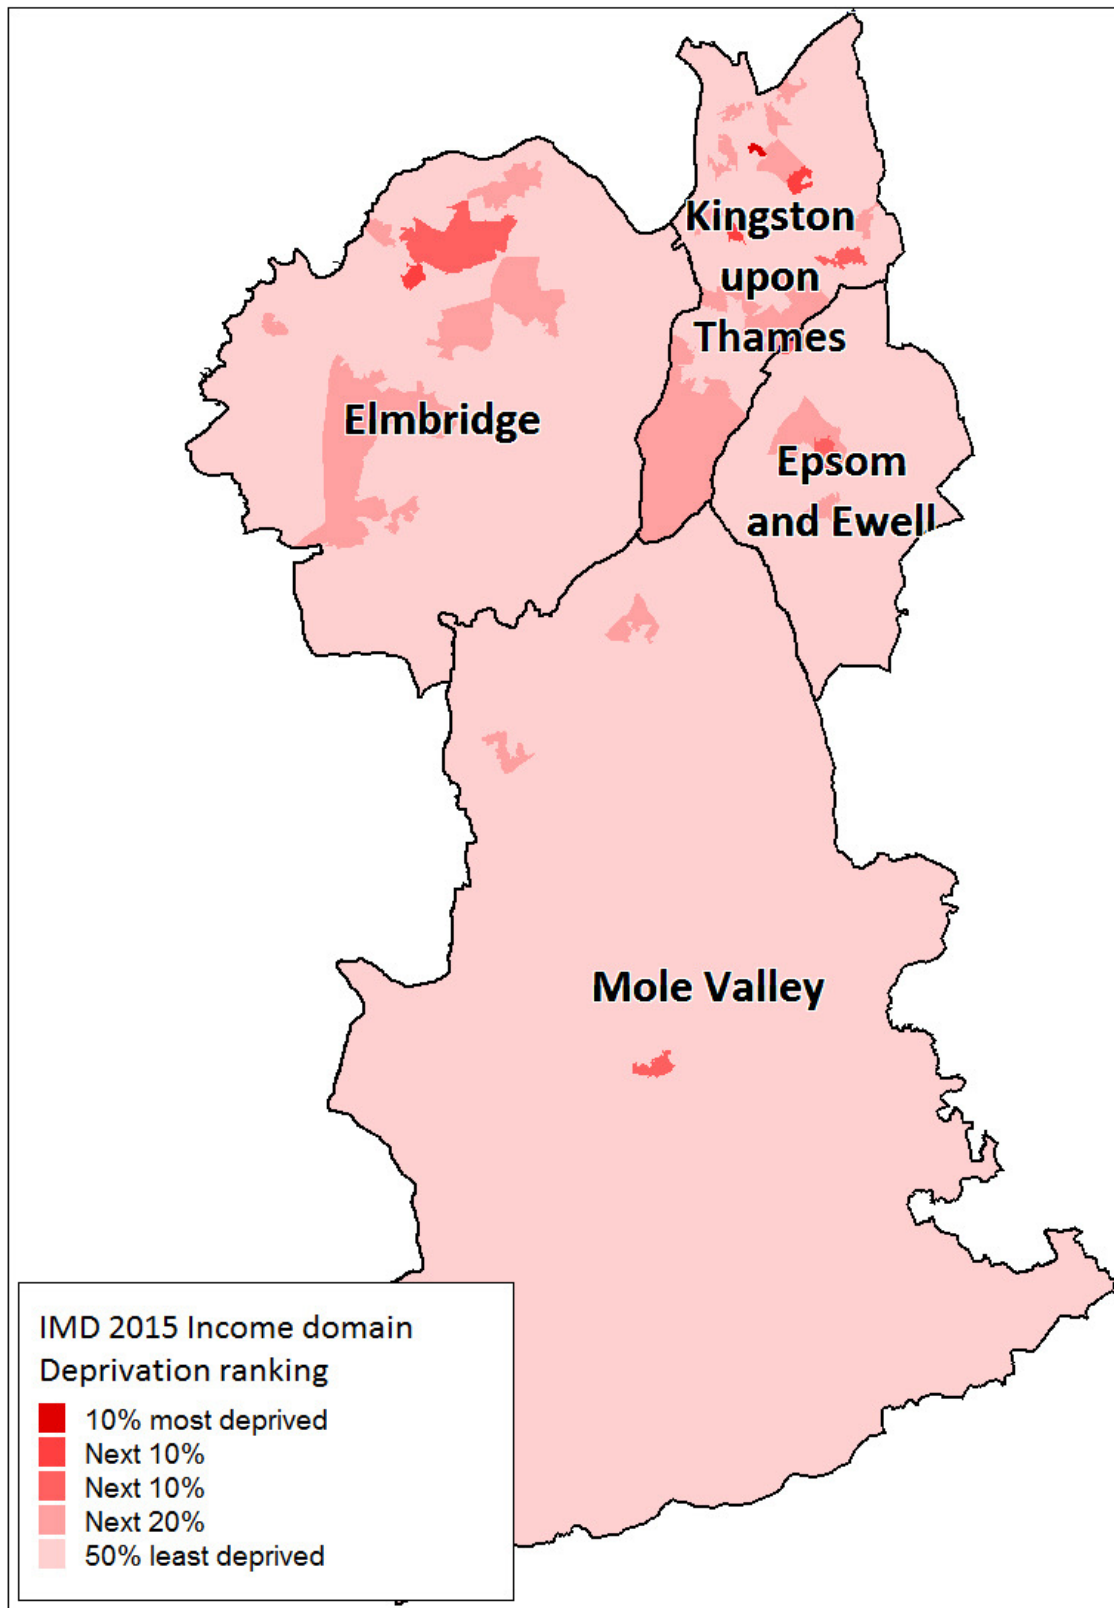 Kingston
upon
Thames
Elmbridge
Epsom
and Ewell
Mole Valley
IMD 2015 Income domain
Deprivation ranking
10% most deprived
Next 10%
Next 10%
Next 20%
50% least deprived